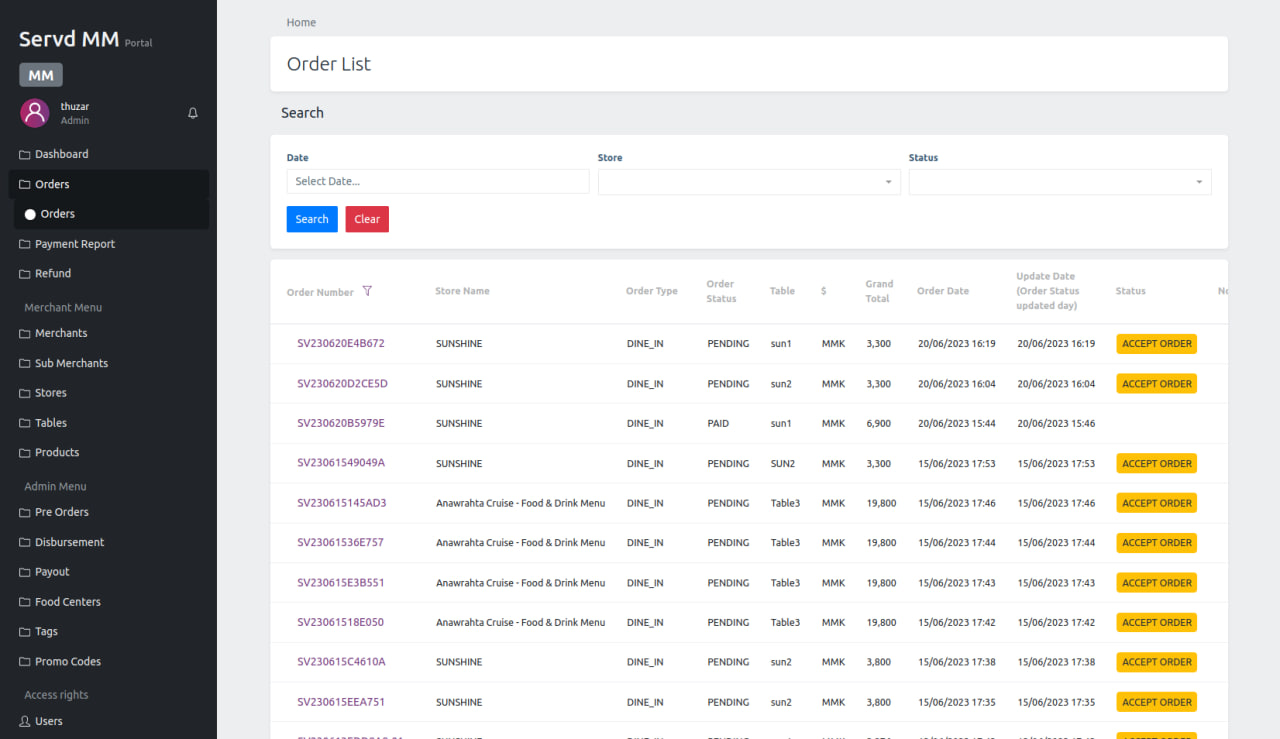 Servd MM Portal
MM
thuzar
Admin
Dashboard
Orders
Orders
Payment Report
Refund
Merchant Menu
Merchants
Sub Merchants
Stores
Tables
Products
Admin Menu
Pre Orders
Disbursement
Payout
Food Centers
Tags
Promo Codes
Access rights
Users
Home
Order List
Search
Date Store Status
Select Date...
Search Clear
Order Number Store Name Order Type Order Status Table $ Grand Total Order Date Update Date (Order Status updated day) Status
SV230620E4B672 SUNSHINE DINE_IN PENDING sun1 MMK 3,300 20/06/2023 16:19 20/06/2023 16:19 ACCEPT ORDER
SV230620D2CE5D SUNSHINE DINE_IN PENDING sun2 MMK 3,300 20/06/2023 16:04 20/06/2023 16:04 ACCEPT ORDER
SV230620B5979E SUNSHINE DINE_IN PAID sun1 MMK 6,900 20/06/2023 15:44 20/06/2023 15:46
SV23061549049A SUNSHINE DINE_IN PENDING SUN2 MMK 3,300 15/06/2023 17:53 15/06/2023 17:53 ACCEPT ORDER
SV230615145AD3 Anawrahta Cruise - Food & Drink Menu DINE_IN PENDING Table3 MMK 19,800 15/06/2023 17:46 15/06/2023 17:46 ACCEPT ORDER
SV23061536E757 Anawrahta Cruise - Food & Drink Menu DINE_IN PENDING Table3 MMK 19,800 15/06/2023 17:44 15/06/2023 17:44 ACCEPT ORDER
SV230615E3B551 Anawrahta Cruise - Food & Drink Menu DINE_IN PENDING Table3 MMK 19,800 15/06/2023 17:43 15/06/2023 17:43 ACCEPT ORDER
SV23061518E050 Anawrahta Cruise - Food & Drink Menu DINE_IN PENDING Table3 MMK 19,800 15/06/2023 17:42 15/06/2023 17:42 ACCEPT ORDER
SV230615C4610A SUNSHINE DINE_IN PENDING sun2 MMK 3,800 15/06/2023 17:38 15/06/2023 17:38 ACCEPT ORDER
SV230615EEA751 SUNSHINE DINE_IN PENDING sun2 MMK 3,800 15/06/2023 17:35 15/06/2023 17:35 ACCEPT ORDER